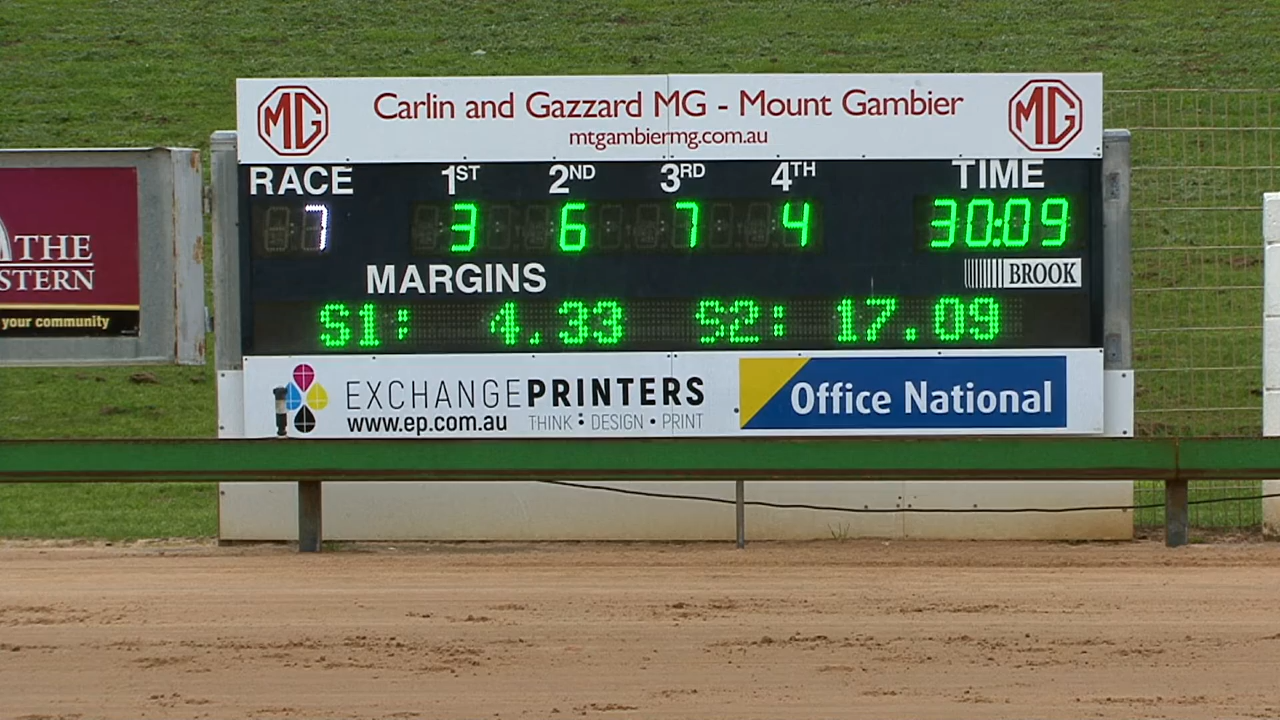 MG Carlin and Gazzard MG - Mount Gambier MG
mtgambiermg.com.au
RACE 1ST 2ND 3RD 4TH TIME
7 3 6 7 4 30:09
MARGINS BROOK
S1: 4.33 S2: 17.09
THE
STERN
your community
EXCHANGEPRINTERS
www.ep.com.au THINK : DESIGN • PRINT
Office National